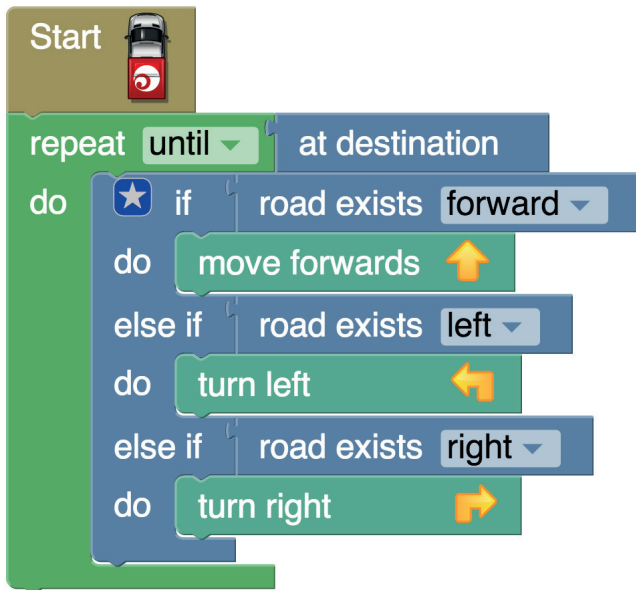 Start
repeat until at destination
do if road exists forward
do move forwards
else if road exists left
do turn left
else if road exists right
do turn right